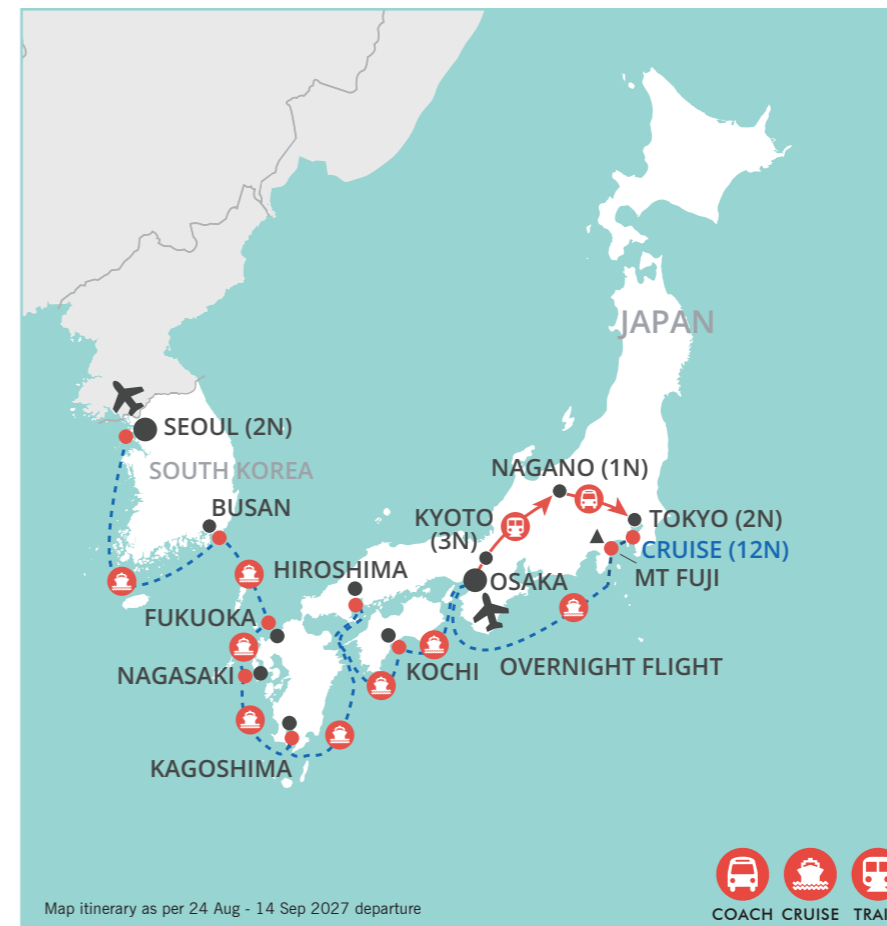 JAPAN
SEOUL (2N)
SOUTH KOREA
BUSAN
NAGANO (1N)
KYOTO
(3N)
TOKYO (2N)
CRUISE (12N)
MT FUJI
HIROSHIMA
OSAKA
FUKUOKA
KOCHI
OVERNIGHT FLIGHT
NAGASAKI
KAGOSHIMA
Map itinerary as per 24 Aug - 14 Sep 2027 departure
COACH CRUISE TRAI